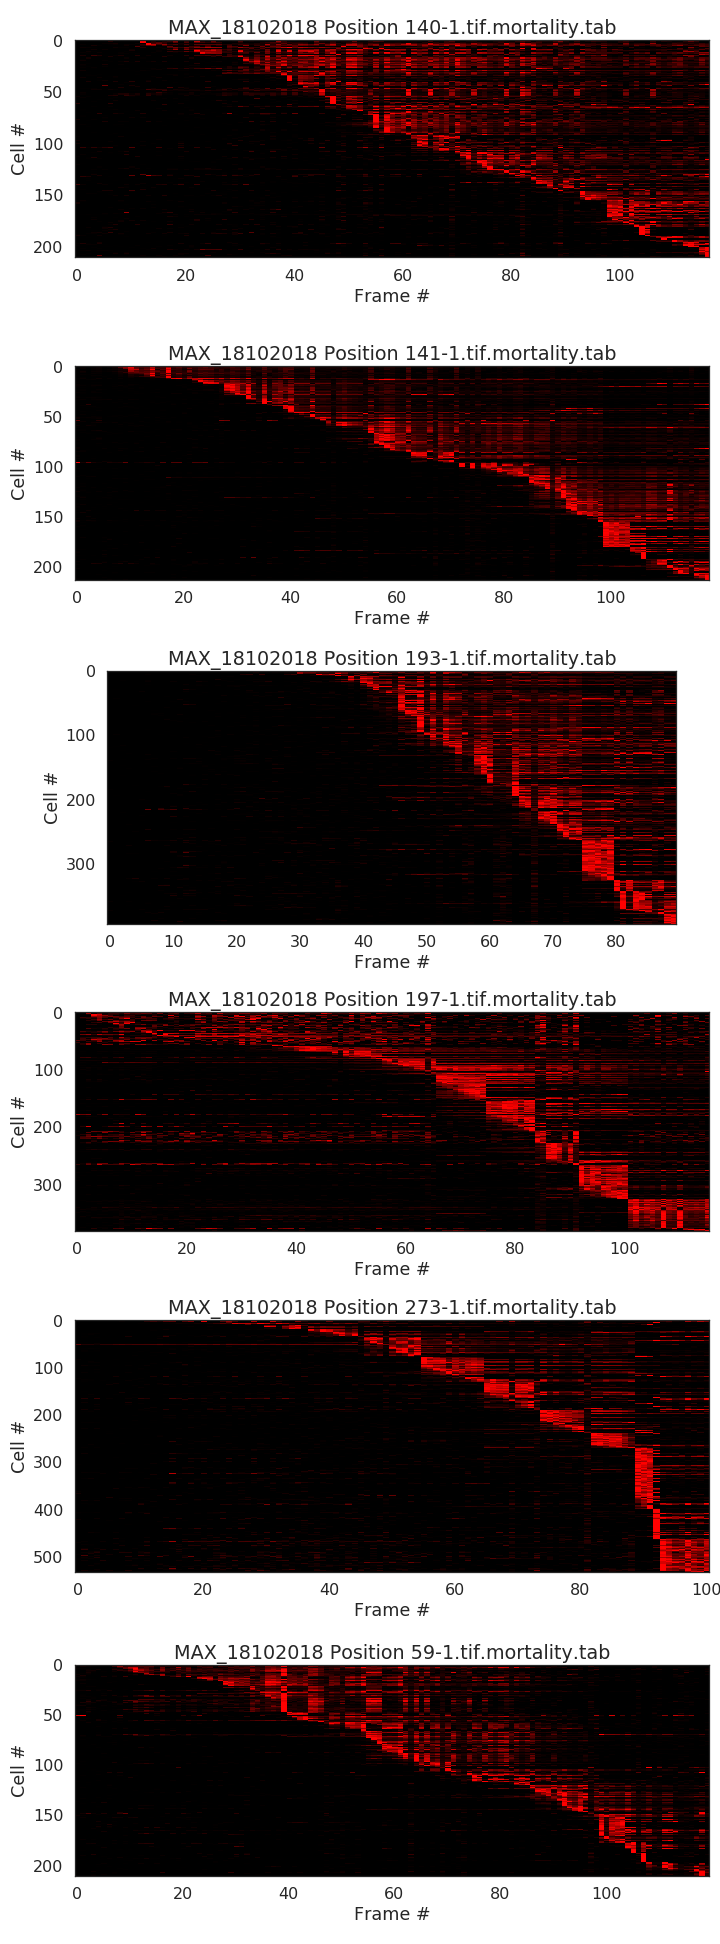 MAX_18102018 Position 140-1.tif.mortality.tab
0
50
100
150
200
Cell #
0 20 40 60 80 100
Frame #
MAX_18102018 Position 141-1.tif.mortality.tab
0
50
100
150
200
Cell #
0 20 40 60 80 100
Frame #
MAX_18102018 Position 193-1.tif.mortality.tab
0
100
200
300
Cell #
0 10 20 30 40 50 60 70 80
Frame #
MAX_18102018 Position 197-1.tif.mortality.tab
0
100
200
300
Cell #
0 20 40 60 80 100
Frame #
MAX_18102018 Position 273-1.tif.mortality.tab
0
100
200
300
400
500
Cell #
0 20 40 60 80 100
Frame #
MAX_18102018 Position 59-1.tif.mortality.tab
0
50
100
150
200
Cell #
0 20 40 60 80 100
Frame #